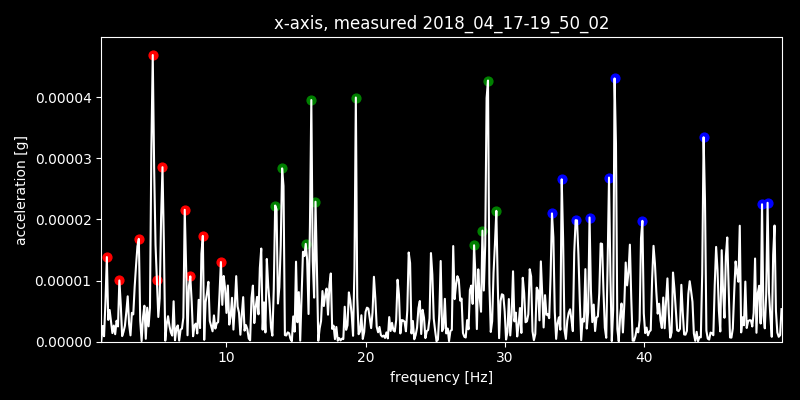 x-axis, measured 2018_04_17-19_50_02
acceleration [g]
0.00004
0.00003
0.00002
0.00001
0.00000
10 20 30 40
frequency [Hz]